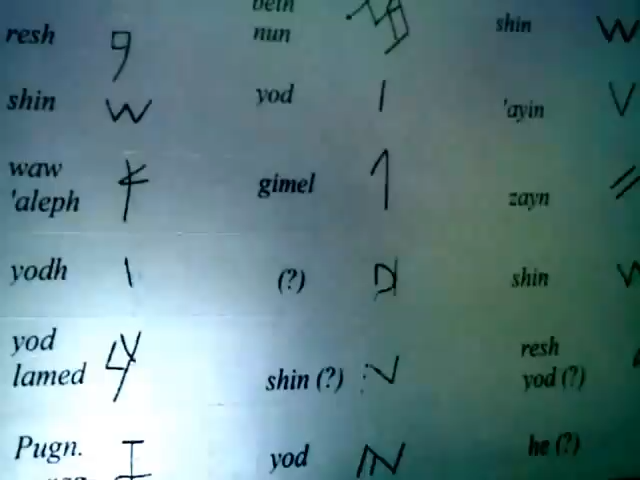 resh
shin
waw
'aleph
yodh
yod
lamed
Pugn.
beth
nun
yod
gimel
(?)
shin (?)
yod
shin
'ayin
zayn
shin
resh
yod (?)
he (?)